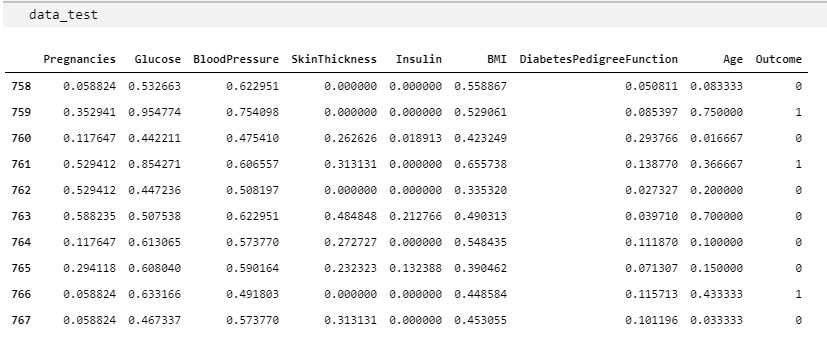 data_test
Pregnancies Glucose BloodPressure SkinThickness Insulin BMI DiabetesPedigreeFunction Age Outcome
758 0.058824 0.532663 0.622951 0.000000 0.000000 0.558867 0.050811 0.083333 0
759 0.352941 0.954774 0.754098 0.000000 0.000000 0.529061 0.085397 0.750000 1
760 0.117647 0.442211 0.475410 0.262626 0.018913 0.423249 0.293766 0.016667 0
761 0.529412 0.854271 0.606557 0.313131 0.000000 0.655738 0.138770 0.366667 1
762 0.529412 0.447236 0.508197 0.000000 0.000000 0.335320 0.027327 0.200000 0
763 0.588235 0.507538 0.622951 0.484848 0.212766 0.490313 0.039710 0.700000 0
764 0.117647 0.613065 0.573770 0.272727 0.000000 0.548435 0.111870 0.100000 0
765 0.294118 0.608040 0.590164 0.232323 0.132388 0.390462 0.071307 0.150000 0
766 0.058824 0.633166 0.491803 0.000000 0.000000 0.448584 0.115713 0.433333 1
767 0.058824 0.467337 0.573770 0.313131 0.000000 0.453055 0.101196 0.033333 0